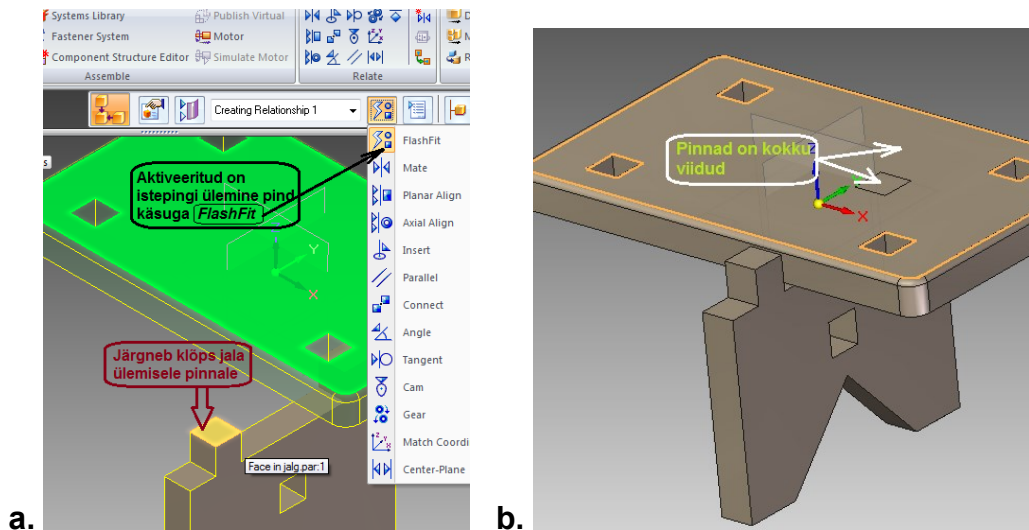 Systems Library
Publish Virtual
Fastener System
Motor
Component Structure Editor
Simulate Motor
Assemble
Relate
Creating Relationship 1
FlashFit
Mate
Planar Align
Axial Align
Insert
Parallel
Connect
Angle
Tangent
Cam
Gear
Match Coordi
Center-Plane
Aktiveeritud on
istepingi ülemine pind
käsuga FlashFit
Y
X
Järgneb klõps jala
ülemisele pinnale
Face in jalg.par:1
a.
Pinnad on kokku
viidud
X
b.